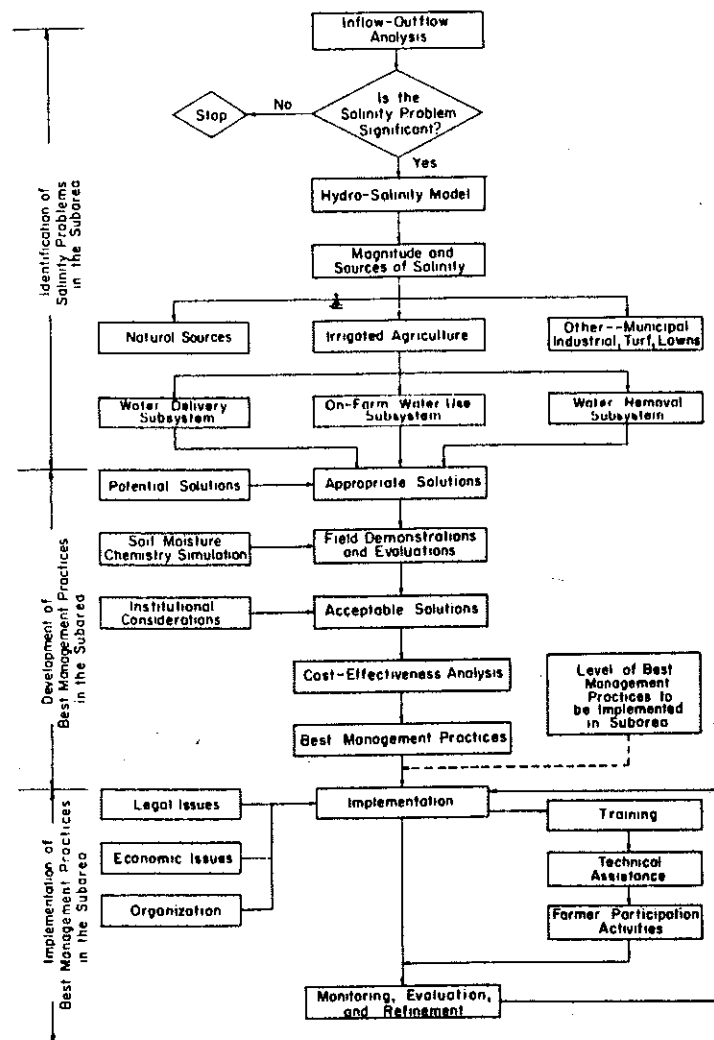 Inflow-Outflow
Analysis
Is the
Salinity Problem
Significant?
No
Stop
Yes
Hydro-Salinity Model
Magnitude and
Sources of Salinity
Natural Sources
Irrigated Agriculture
Other--Municipal
Industrial, Turf, Lawns
Water Delivery
Subsystem
On-Farm Water Use
Subsystem
Water Removal
Subsystem
Identification of
Salinity Problems
in the Subarea
Potential Solutions
Appropriate Solutions
Soil Moisture
Chemistry Simulation
Field Demonstrations
and Evaluations
Institutional
Considerations
Acceptable Solutions
Cost-Effectiveness Analysis
Level of Best
Management
Practices to
be Implemented
in Subarea
Best Management Practices
Development of
Best Management Practices
in the Subarea
Legal Issues
Implementation
Training
Economic Issues
Technical
Assistance
Organization
Farmer Participation
Activities
Monitoring, Evaluation,
and Refinement
Implementation of
Best Management Practices
in the Subarea